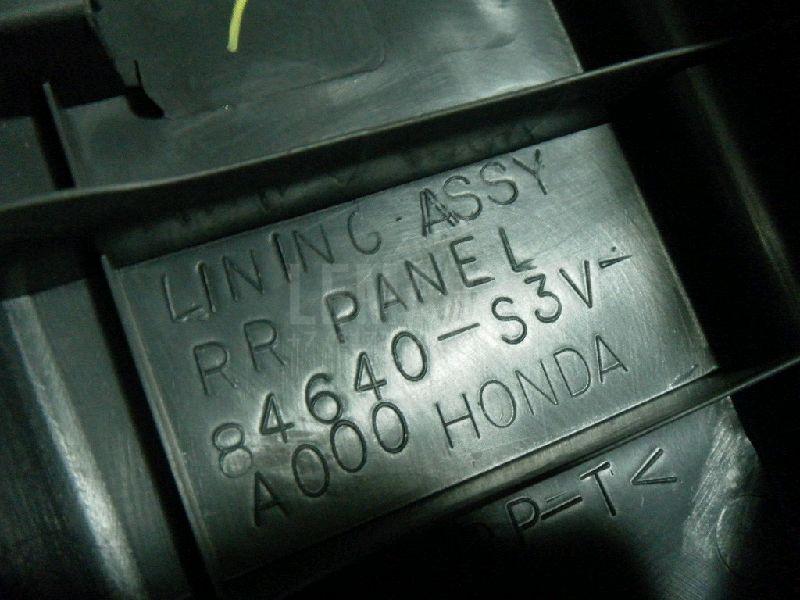 LINING ASSY
RR PANEL
84640-S3V-
A000 HONDA
P-T<